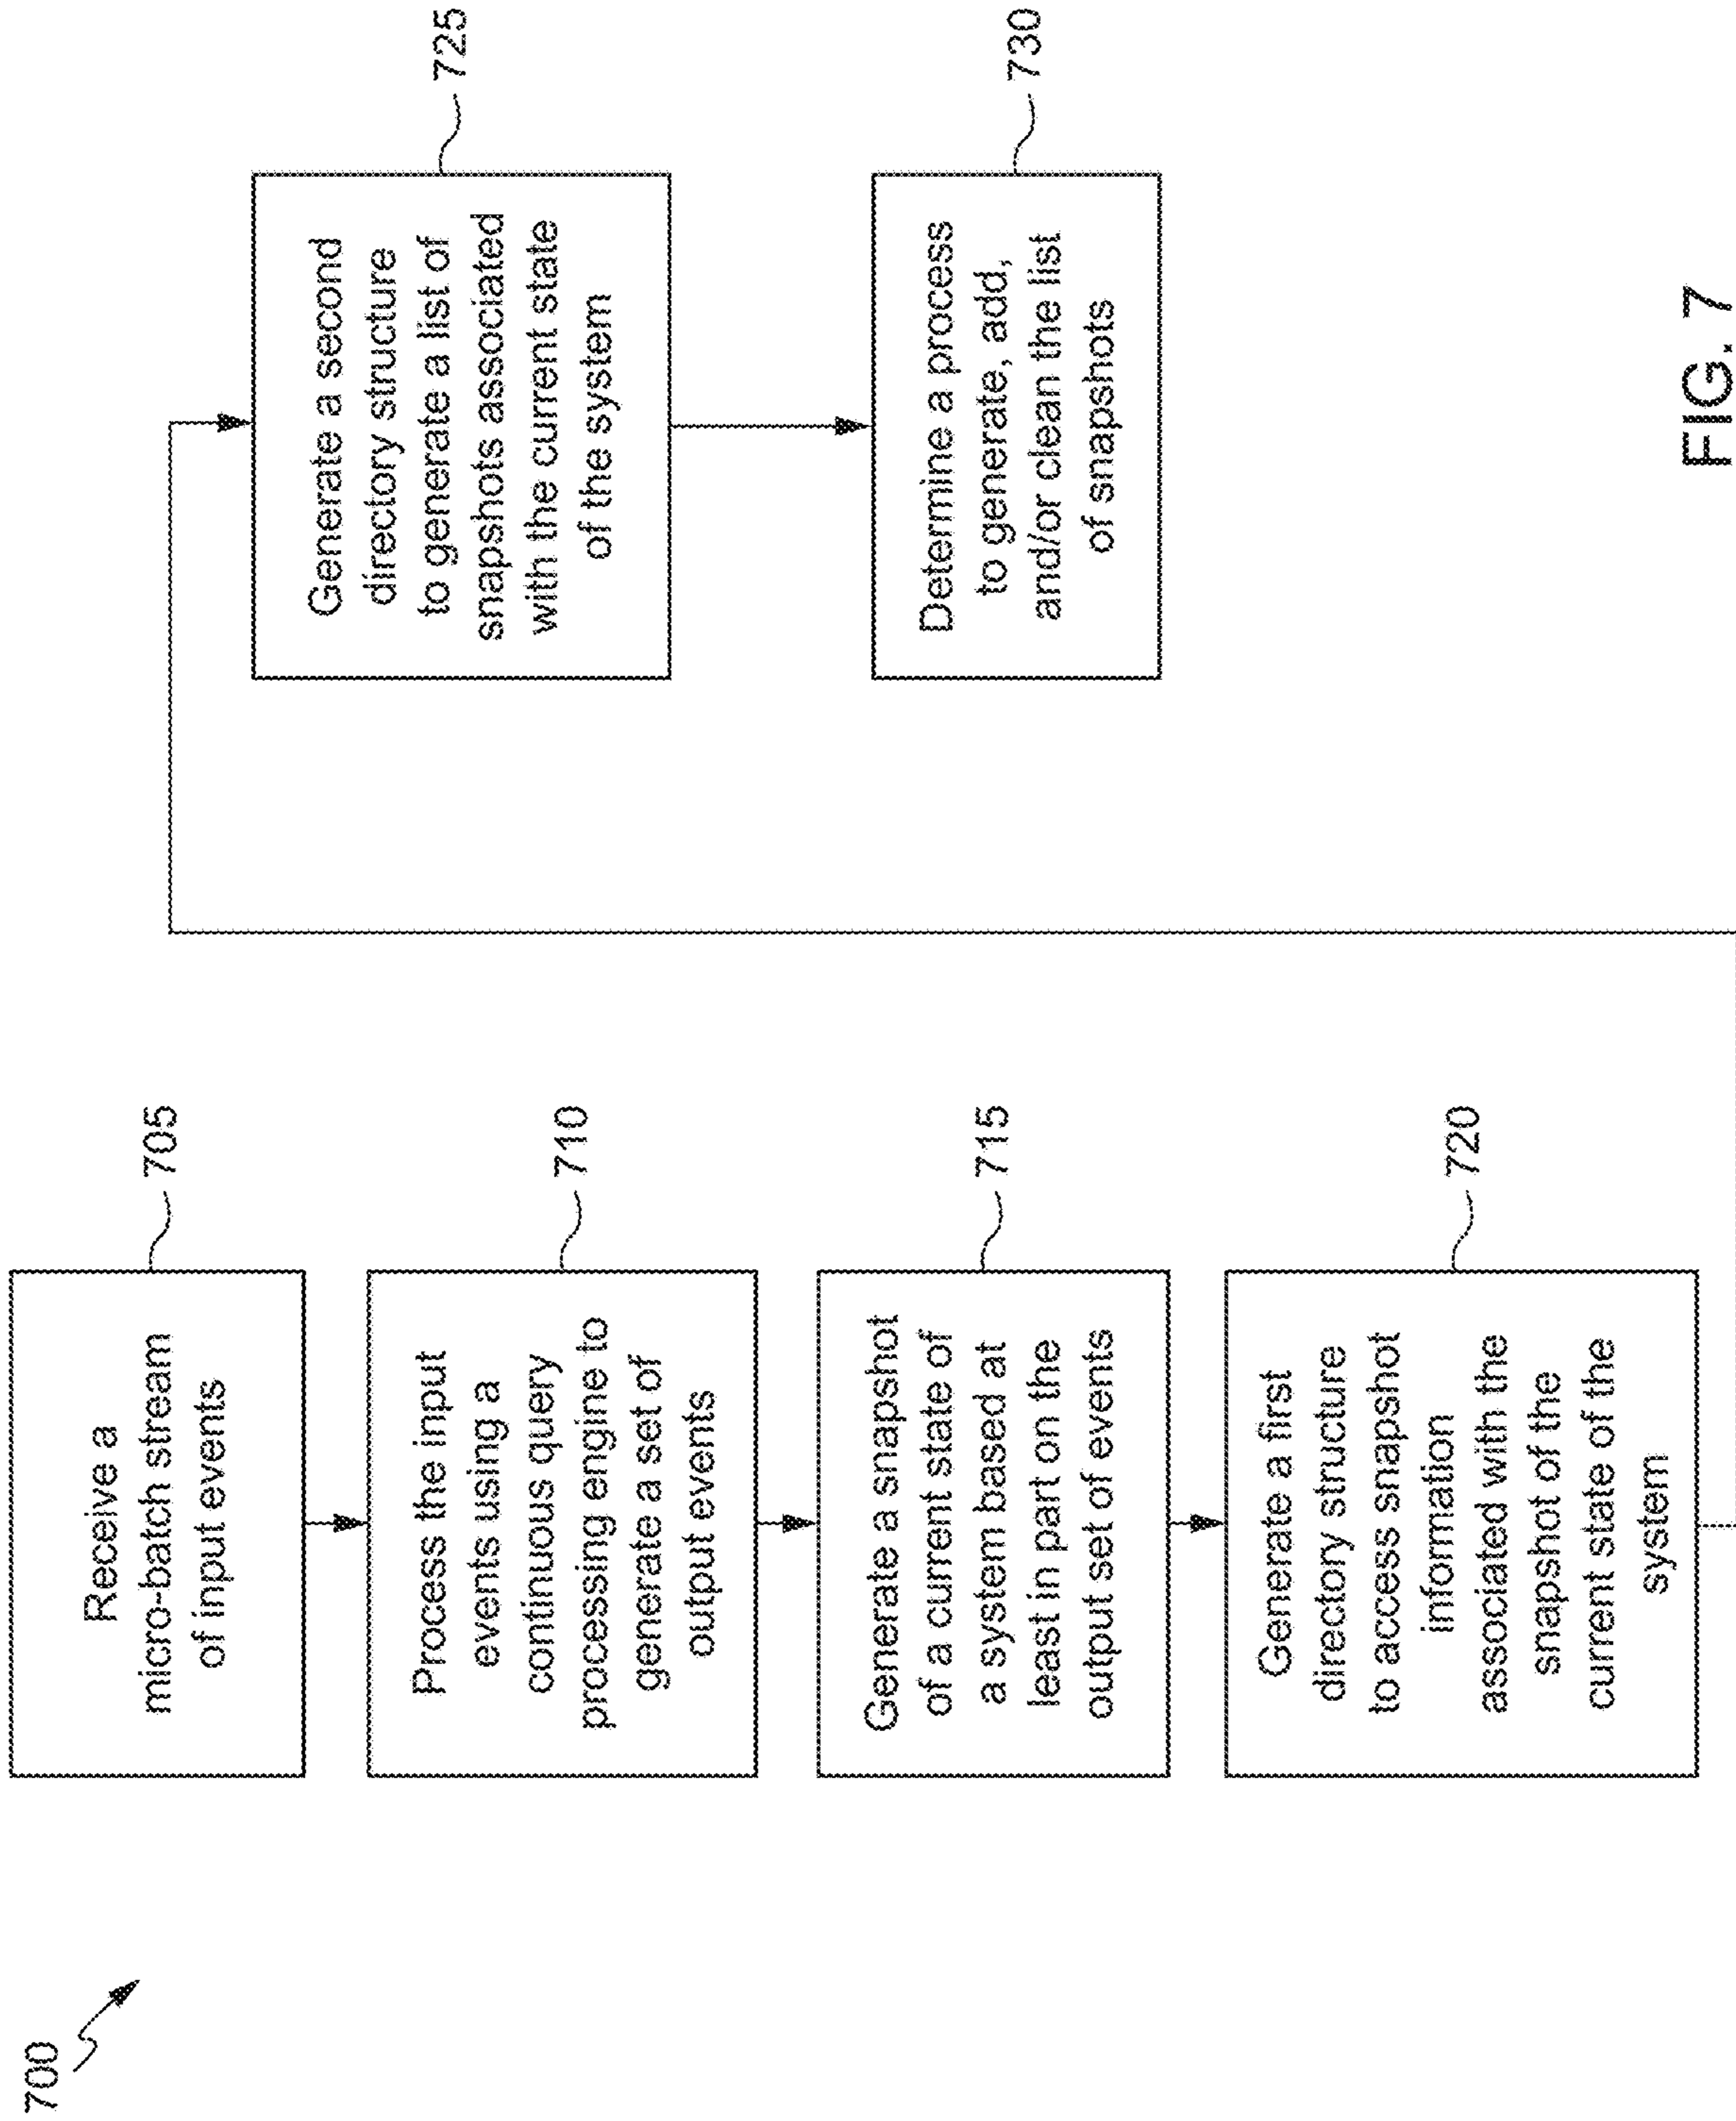 700
Receive a
micro-batch stream
of input events
705
Process the input
events using a
continuous query
processing engine to
generate a set of
output events
710
Generate a snapshot
of a current state of
a system based at
least in part on the
output set of events
715
Generate a first
directory structure
to access snapshot
information
associated with the
snapshot of the
current state of the
system
720
Generate a second
directory structure
to generate a list of
snapshots associated
with the current state
of the system
725
Determine a process
to generate, add,
and/or clean the list
of snapshots
730
FIG. 7